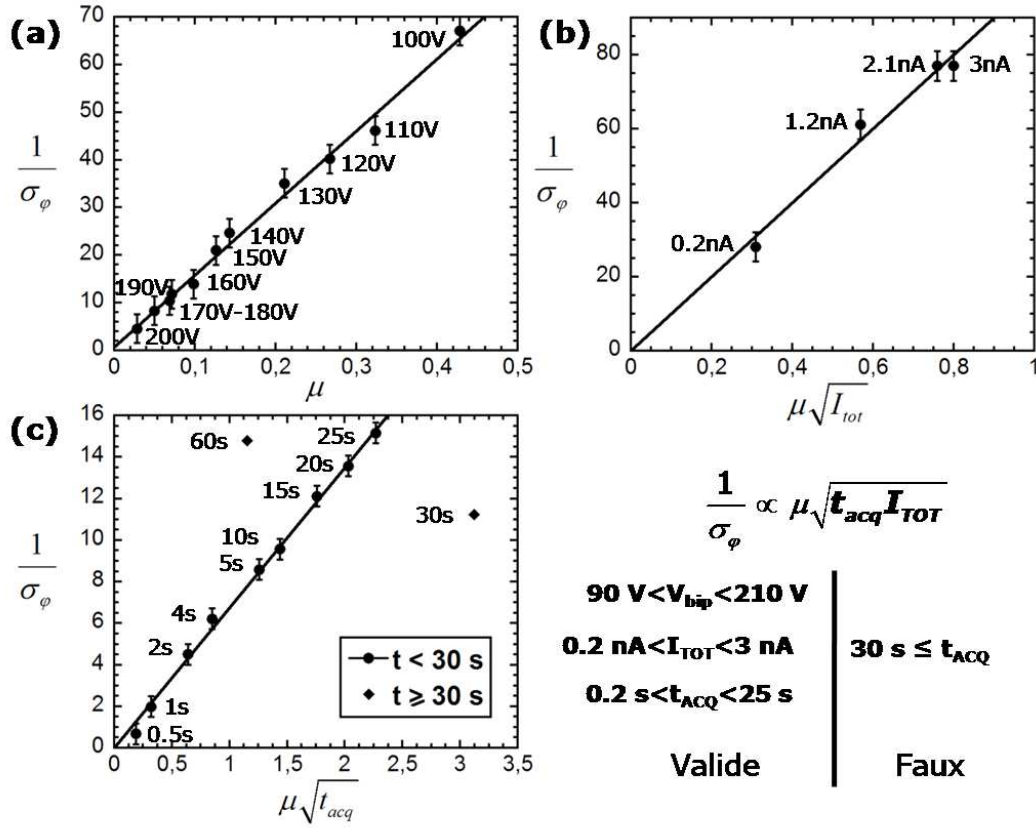 (a)
70
60
50
40
30
20
10
0
1
σφ
100V
110V
120V
130V
140V
150V
160V
190V
170V-180V
200V
0 0,1 0,2 0,3 0,4 0,5
μ
(b)
80
60
40
20
0
1
σφ
2.1nA 3nA
1.2nA
0.2nA
0 0,2 0,4 0,6 0,8 1
μ√Itot
(c)
16
14
12
10
8
6
4
2
0
1
σφ
60s
25s
20s
15s
30s
10s
5s
4s
2s
1s
0.5s
t < 30 s
t ⩾ 30 s
0 0,5 1 1,5 2 2,5 3 3,5
μ√tacq
1/σφ ∝ μ√tacqITOT
90 V<Vbip<210 V
0.2 nA<ITOT<3 nA 30 s ≤ tACQ
0.2 s<tACQ<25 s
Valide Faux